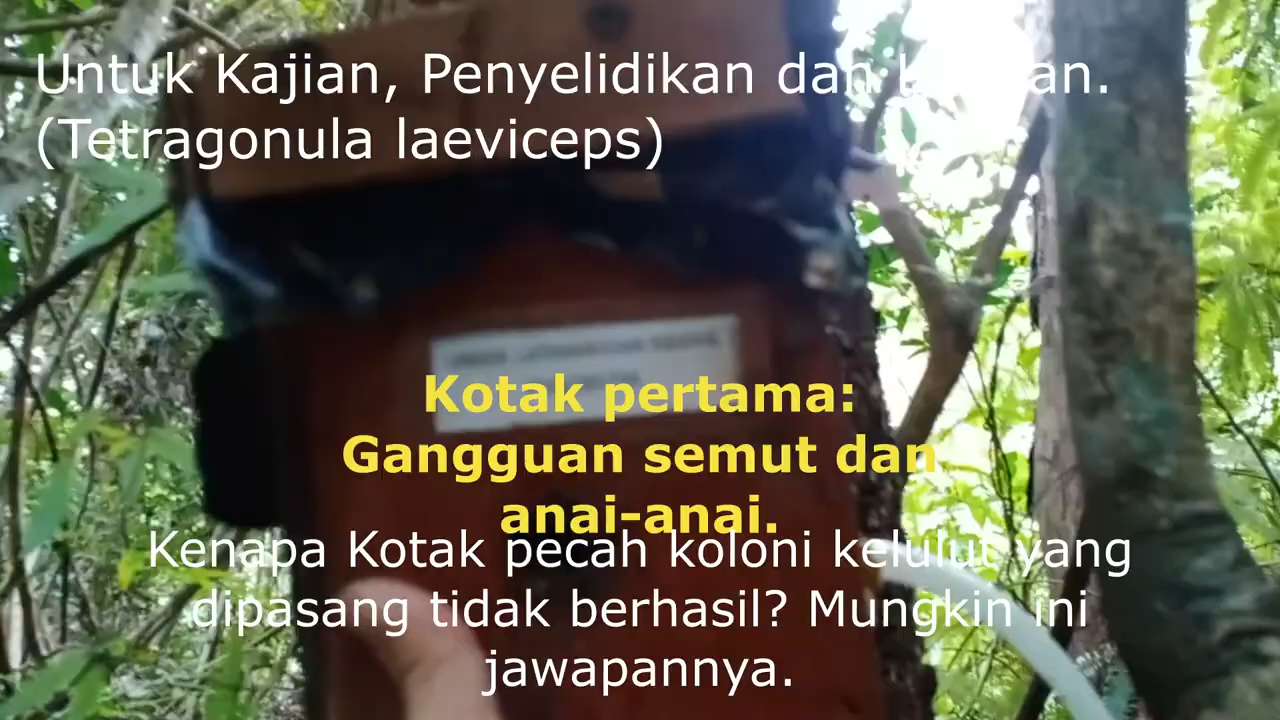 Untuk Kajian, Penyelidikan dan
(Tetragonula laeviceps)
Kotak pertama:
Gangguan semut dan
anai-anai.
Kenapa Kotak pecah koloni kelulut yang
dipasang tidak berhasil? Mungkin ini
jawapannya.